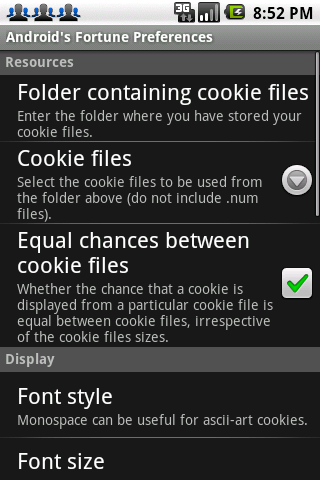 3G 8:52 PM
Android's Fortune Preferences
Resources
Folder containing cookie files
Enter the folder where you have stored your
cookie files.
Cookie files
Select the cookie files to be used from
the folder above (do not include .num
files).
Equal chances between
cookie files
Whether the chance that a cookie is
displayed from a particular cookie file is
equal between cookie files, irrespective
of the cookie files sizes.
Display
Font style
Monospace can be useful for ascii-art cookies.
Font size